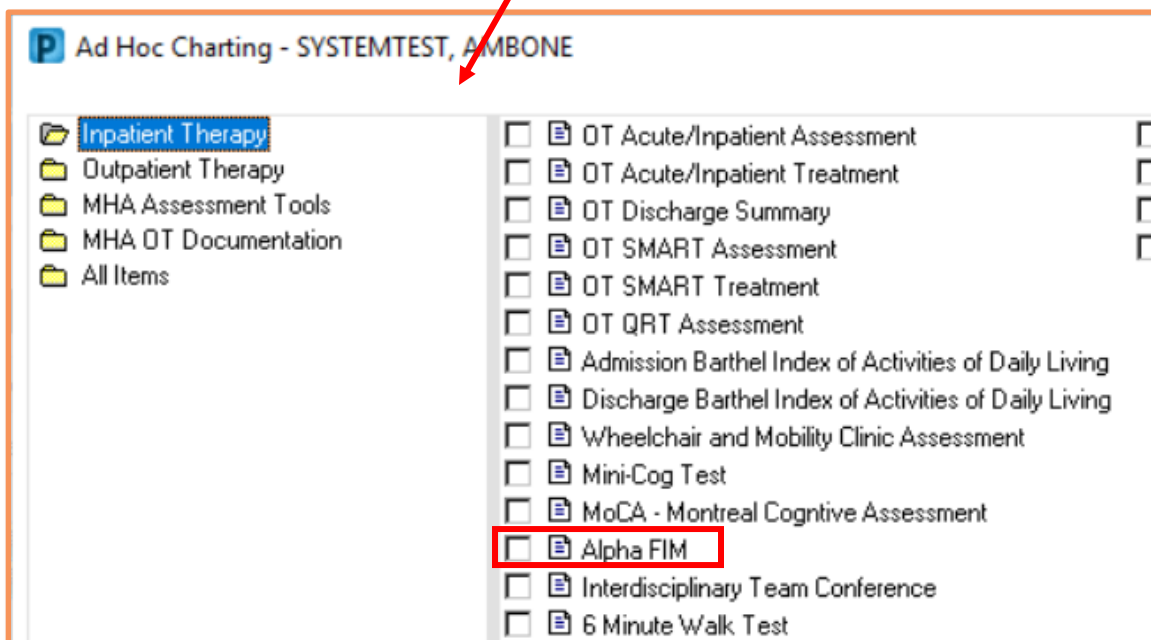 P Ad Hoc Charting - SYSTEMTEST, AMBONE
Inpatient Therapy
Outpatient Therapy
MHA Assessment Tools
MHA OT Documentation
All Items
OT Acute/Inpatient Assessment
OT Acute/Inpatient Treatment
OT Discharge Summary
OT SMART Assessment
OT SMART Treatment
OT QRT Assessment
Admission Barthel Index of Activities of Daily Living
Discharge Barthel Index of Activities of Daily Living
Wheelchair and Mobility Clinic Assessment
Mini-Cog Test
MoCA - Montreal Cogntive Assessment
Alpha FIM
Interdisciplinary Team Conference
6 Minute Walk Test